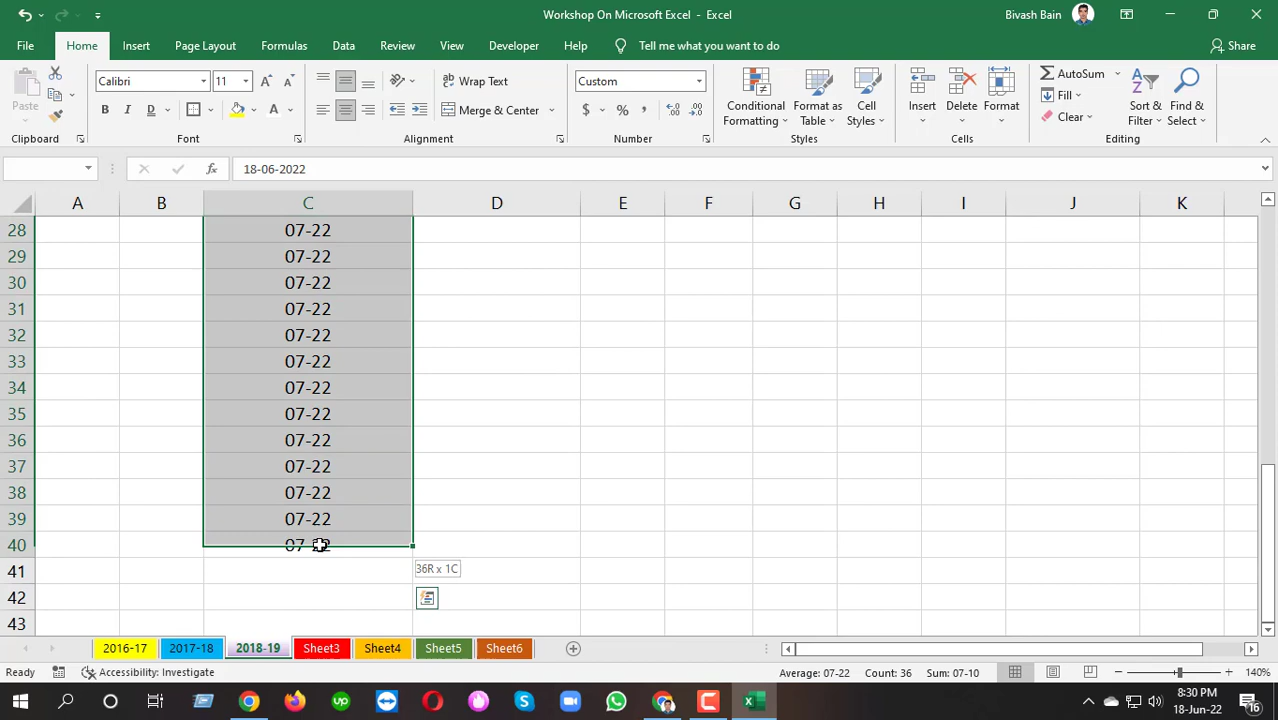 Workshop On Microsoft Excel - Excel
Bivash Bain
File Home Insert Page Layout Formulas Data Review View Developer Help Tell me what you want to do Share
Paste
Calibri 11
B I D A
Wrap Text
Merge & Center
Custom
$ %
Conditional Formatting
Format as Table
Cell Styles
Insert
Delete
Format
AutoSum
Fill
Clear
Sort & Filter
Find & Select
Clipboard Font Alignment Number Styles Cells Editing
fx 18-06-2022
A B C D E F G H I J K
28 07-22
29 07-22
30 07-22
31 07-22
32 07-22
33 07-22
34 07-22
35 07-22
36 07-22
37 07-22
38 07-22
39 07-22
40
41 36R x 1C
42
43
2016-17 2017-18 2018-19 Sheet3 Sheet4 Sheet5 Sheet6
Ready Accessibility: Investigate Average: 07-22 Count: 36 Sum: 07-10 140%
8:30 PM
18-Jun-22
16